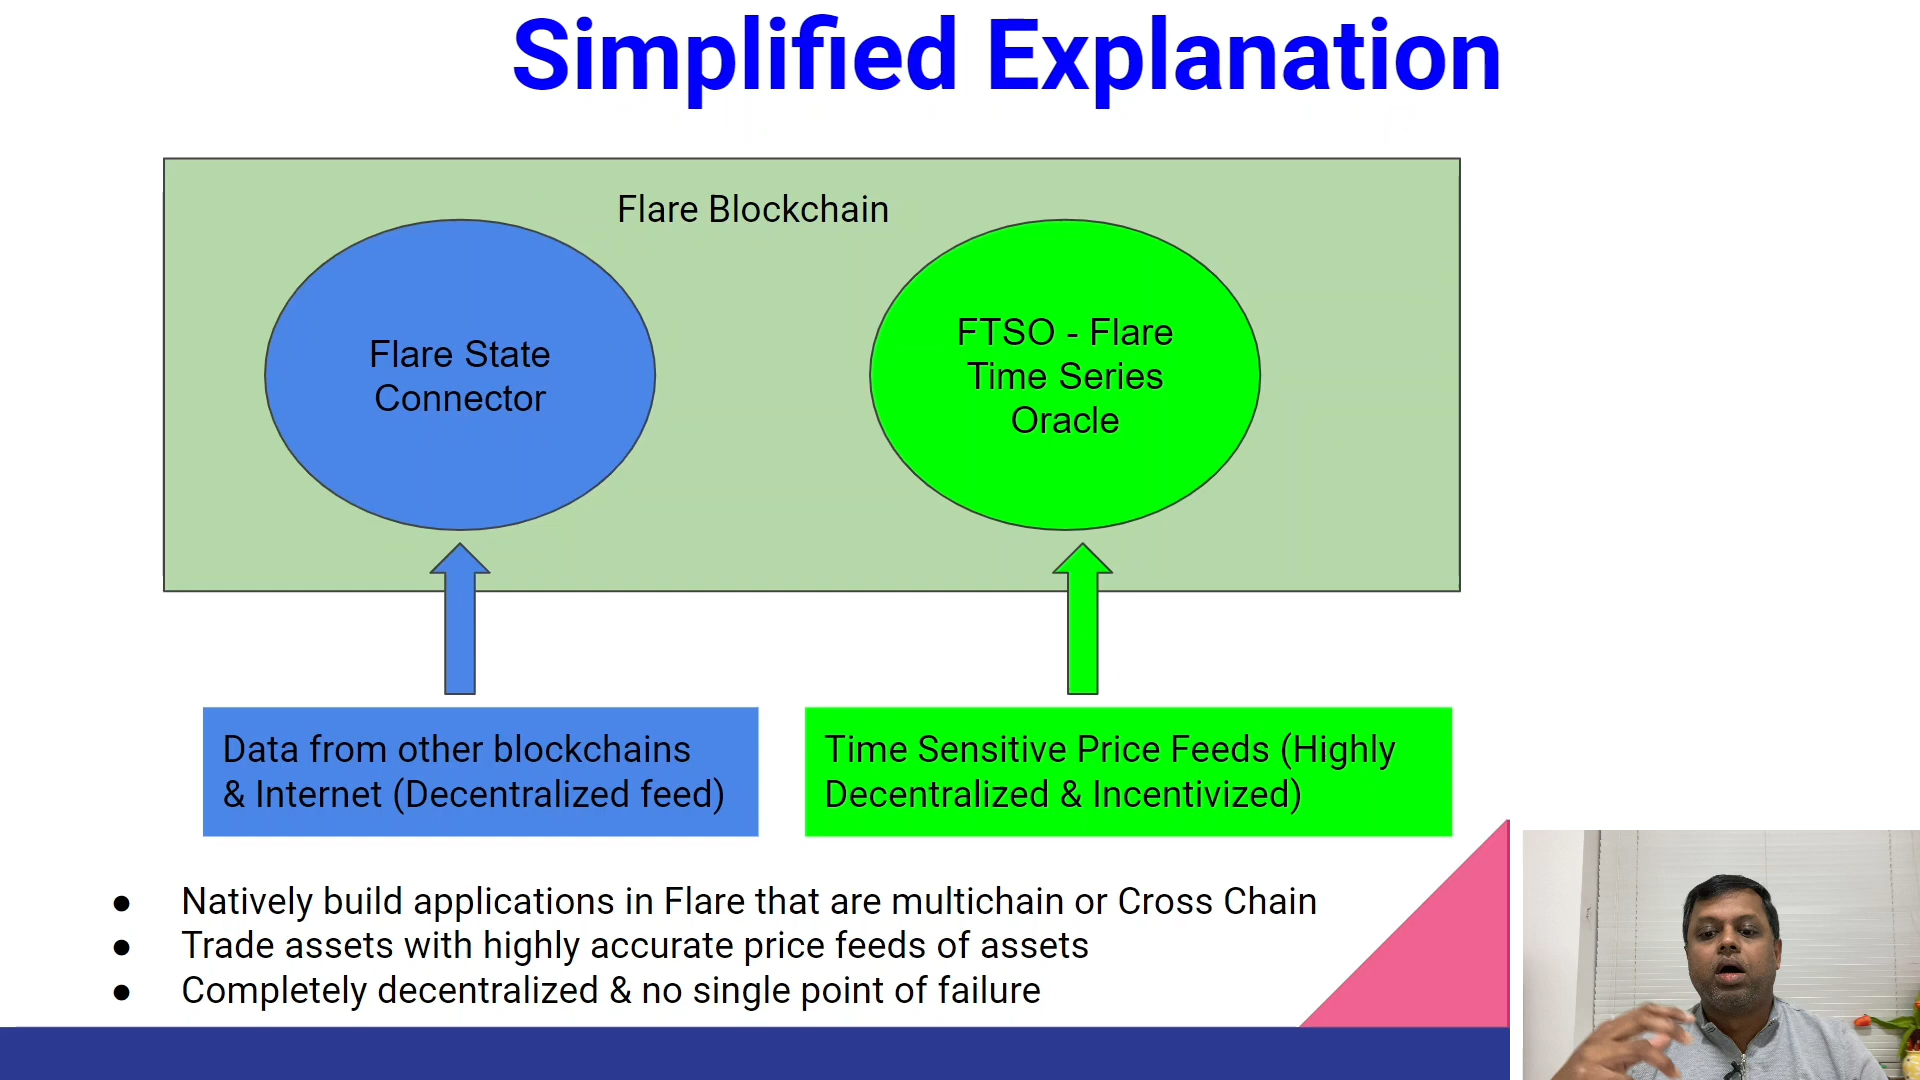 Simplified Explanation
Flare Blockchain
Flare State
Connector
FTSO - Flare
Time Series
Oracle
Data from other blockchains
& Internet (Decentralized feed)
Time Sensitive Price Feeds (Highly
Decentralized & Incentivized)
● Natively build applications in Flare that are multichain or Cross Chain
● Trade assets with highly accurate price feeds of assets
● Completely decentralized & no single point of failure